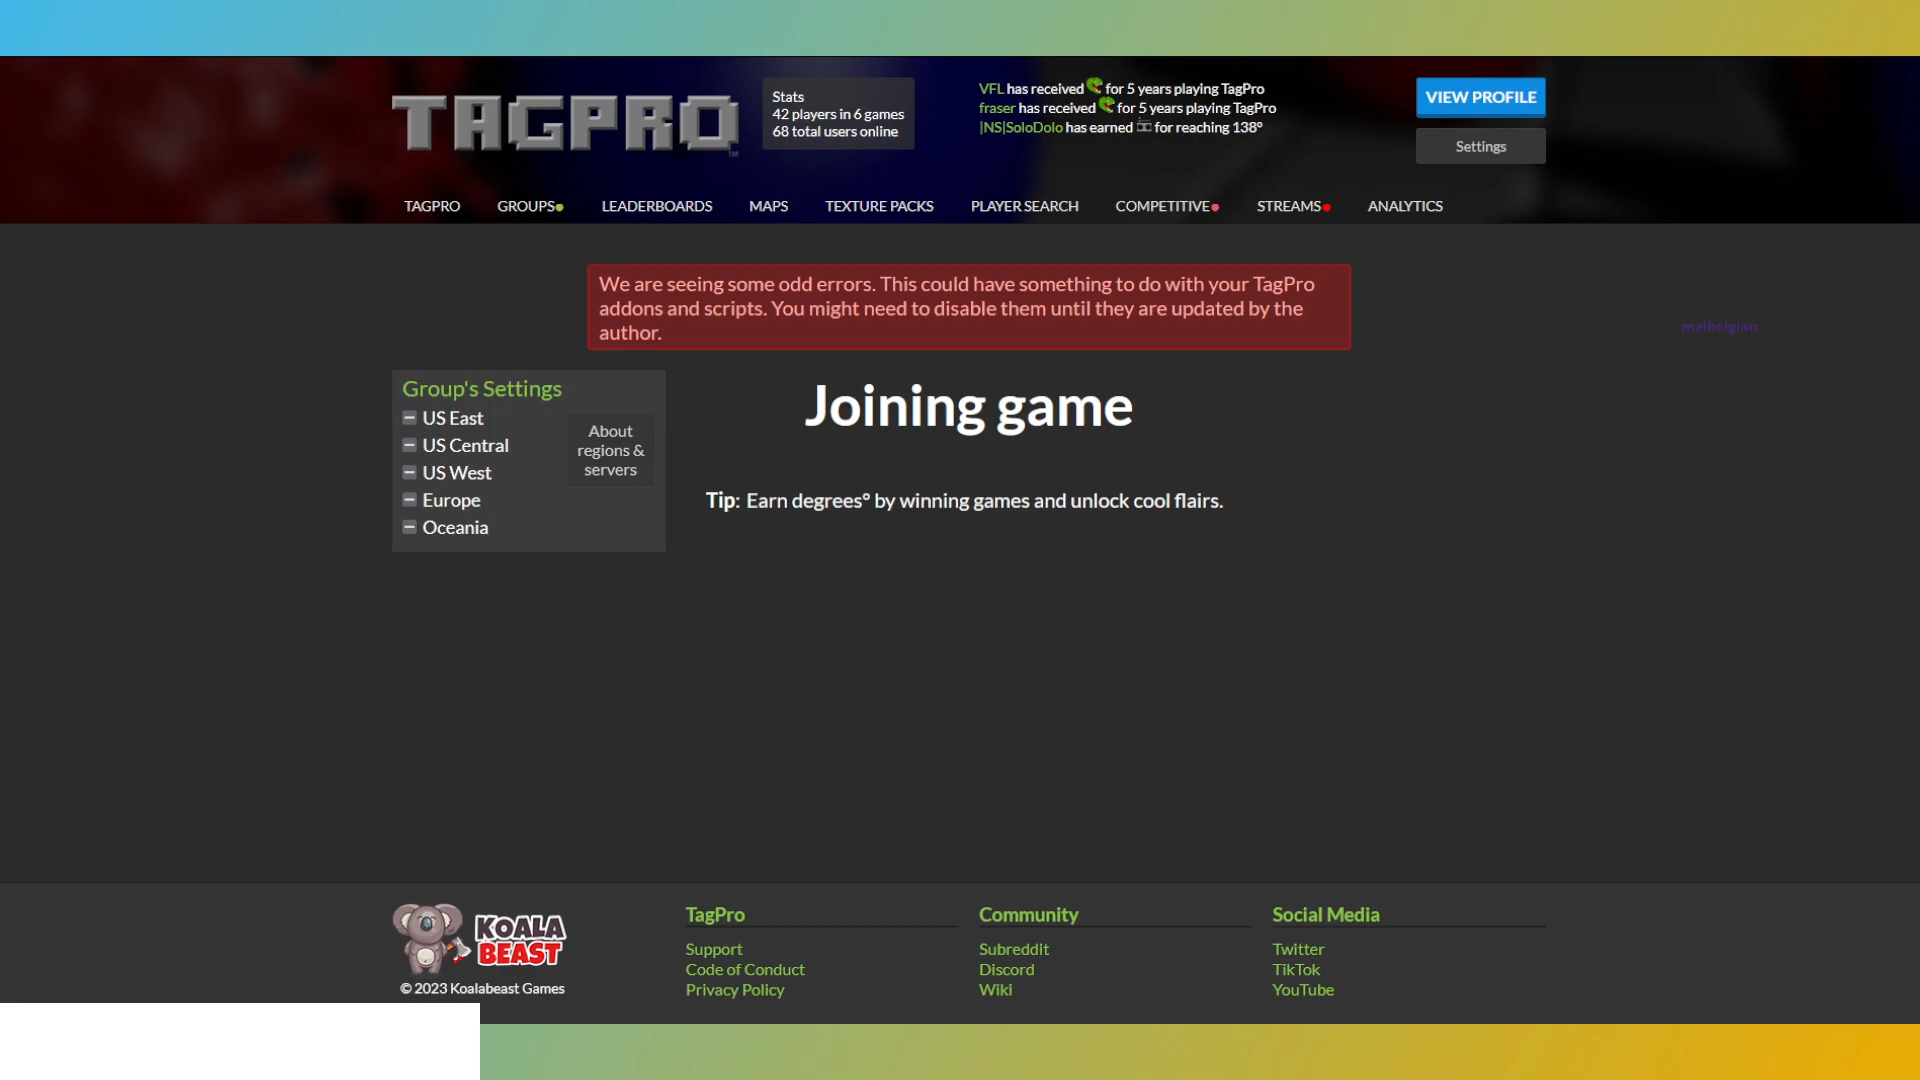 TAGPRO™
Stats
42 players in 6 games
68 total users online
VFL has received for 5 years playing TagPro
fraser has received for 5 years playing TagPro
|NS|SoloDolo has earned for reaching 138°
VIEW PROFILE
Settings
TAGPRO GROUPS LEADERBOARDS MAPS TEXTURE PACKS PLAYER SEARCH COMPETITIVE STREAMS ANALYTICS
We are seeing some odd errors. This could have something to do with your TagPro
addons and scripts. You might need to disable them until they are updated by the
author.
malbolgian
Group's Settings
US East
US Central
US West
Europe
Oceania
About
regions &
servers
Joining game
Tip: Earn degrees° by winning games and unlock cool flairs.
KOALA
BEAST
© 2023 Koalabeast Games
TagPro
Support
Code of Conduct
Privacy Policy
Community
Subreddit
Discord
Wiki
Social Media
Twitter
TikTok
YouTube